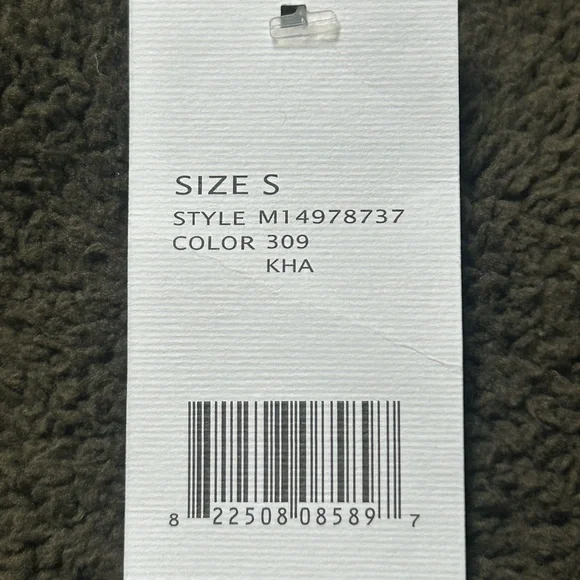 SIZE S
STYLE M14978737
COLOR 309
KHA
8 22508 08589 7